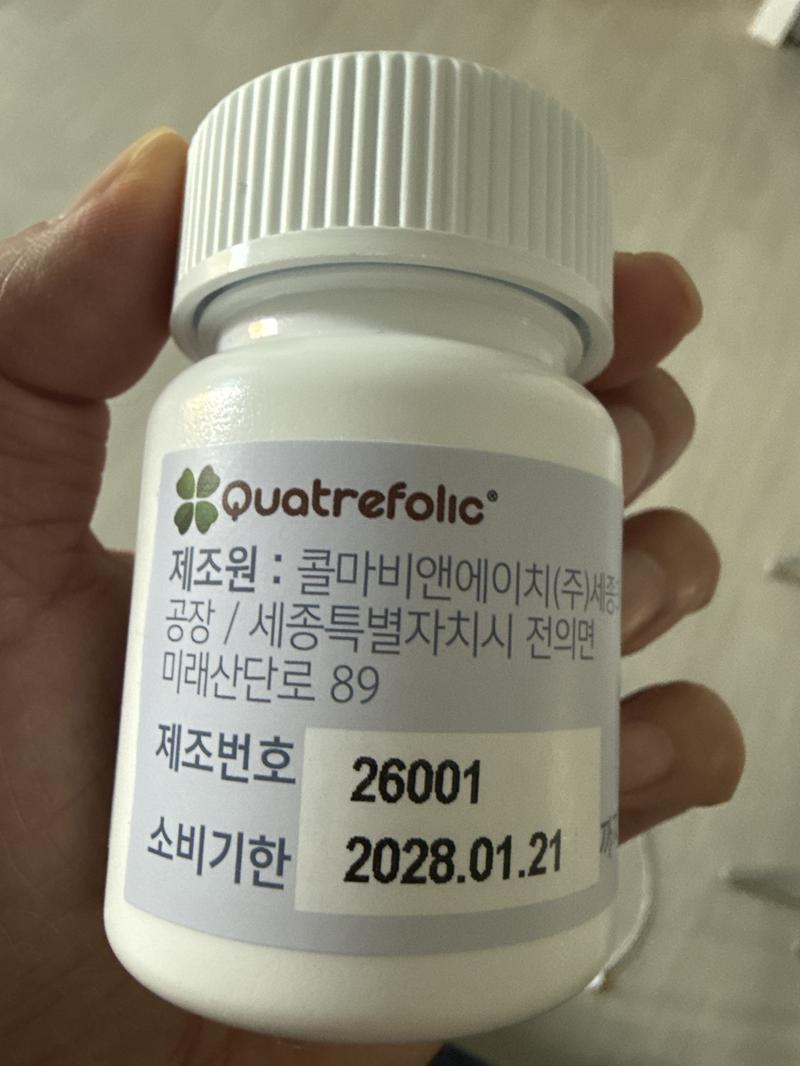 Quatrefolic®
제조원 : 콜마비앤에이치(주)세종
공장 / 세종특별자치시 전의면
미래산단로 89
제조번호 26001
소비기한 2028.01.21 까지